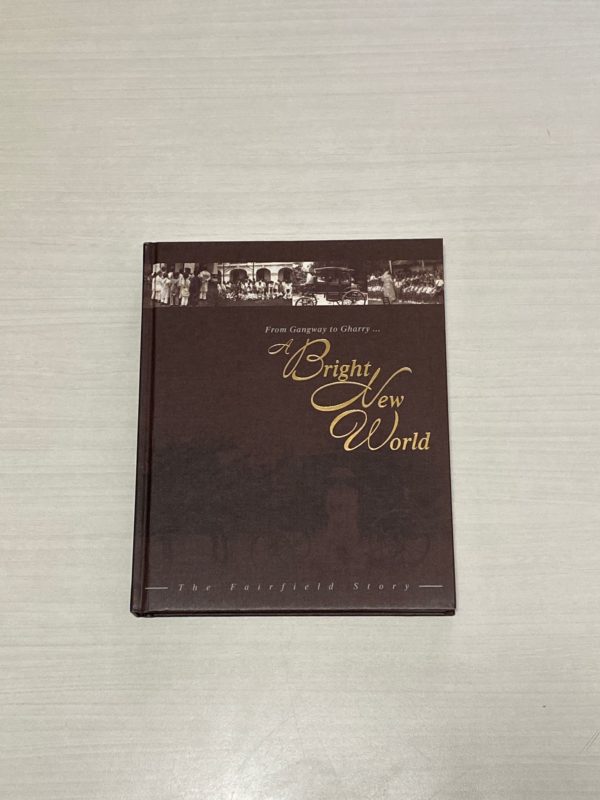 From Gangway to Gharry ...
A Bright
New
World
The Fairfield Story